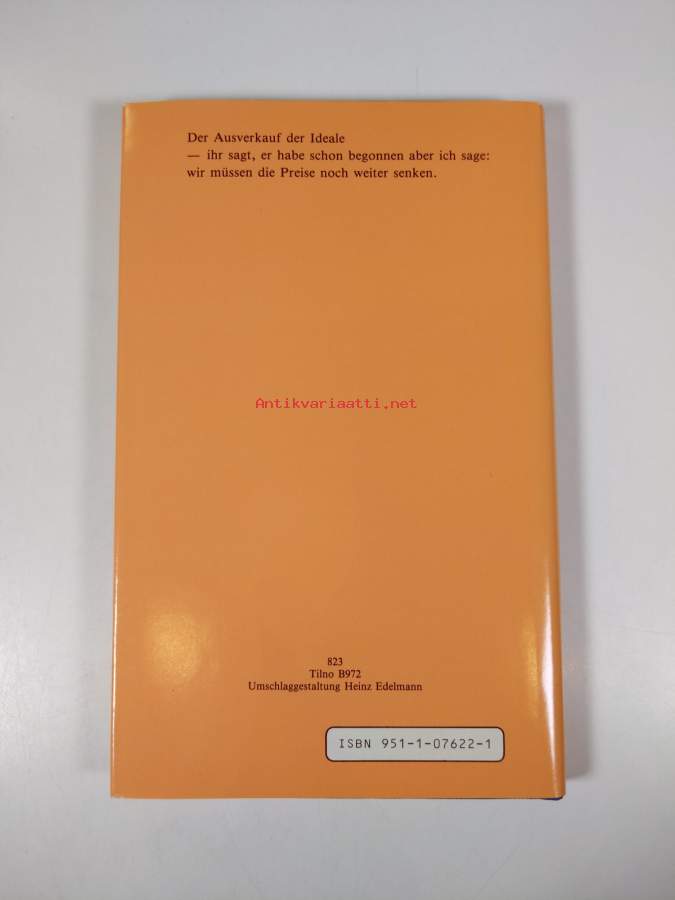 Der Ausverkauf der Ideale
— ihr sagt, er habe schon begonnen aber ich sage:
wir müssen die Preise noch weiter senken.
Antikvariaatti.net
823
Tilno B972
Umschlaggestaltung Heinz Edelmann
ISBN 951-1-07622-1